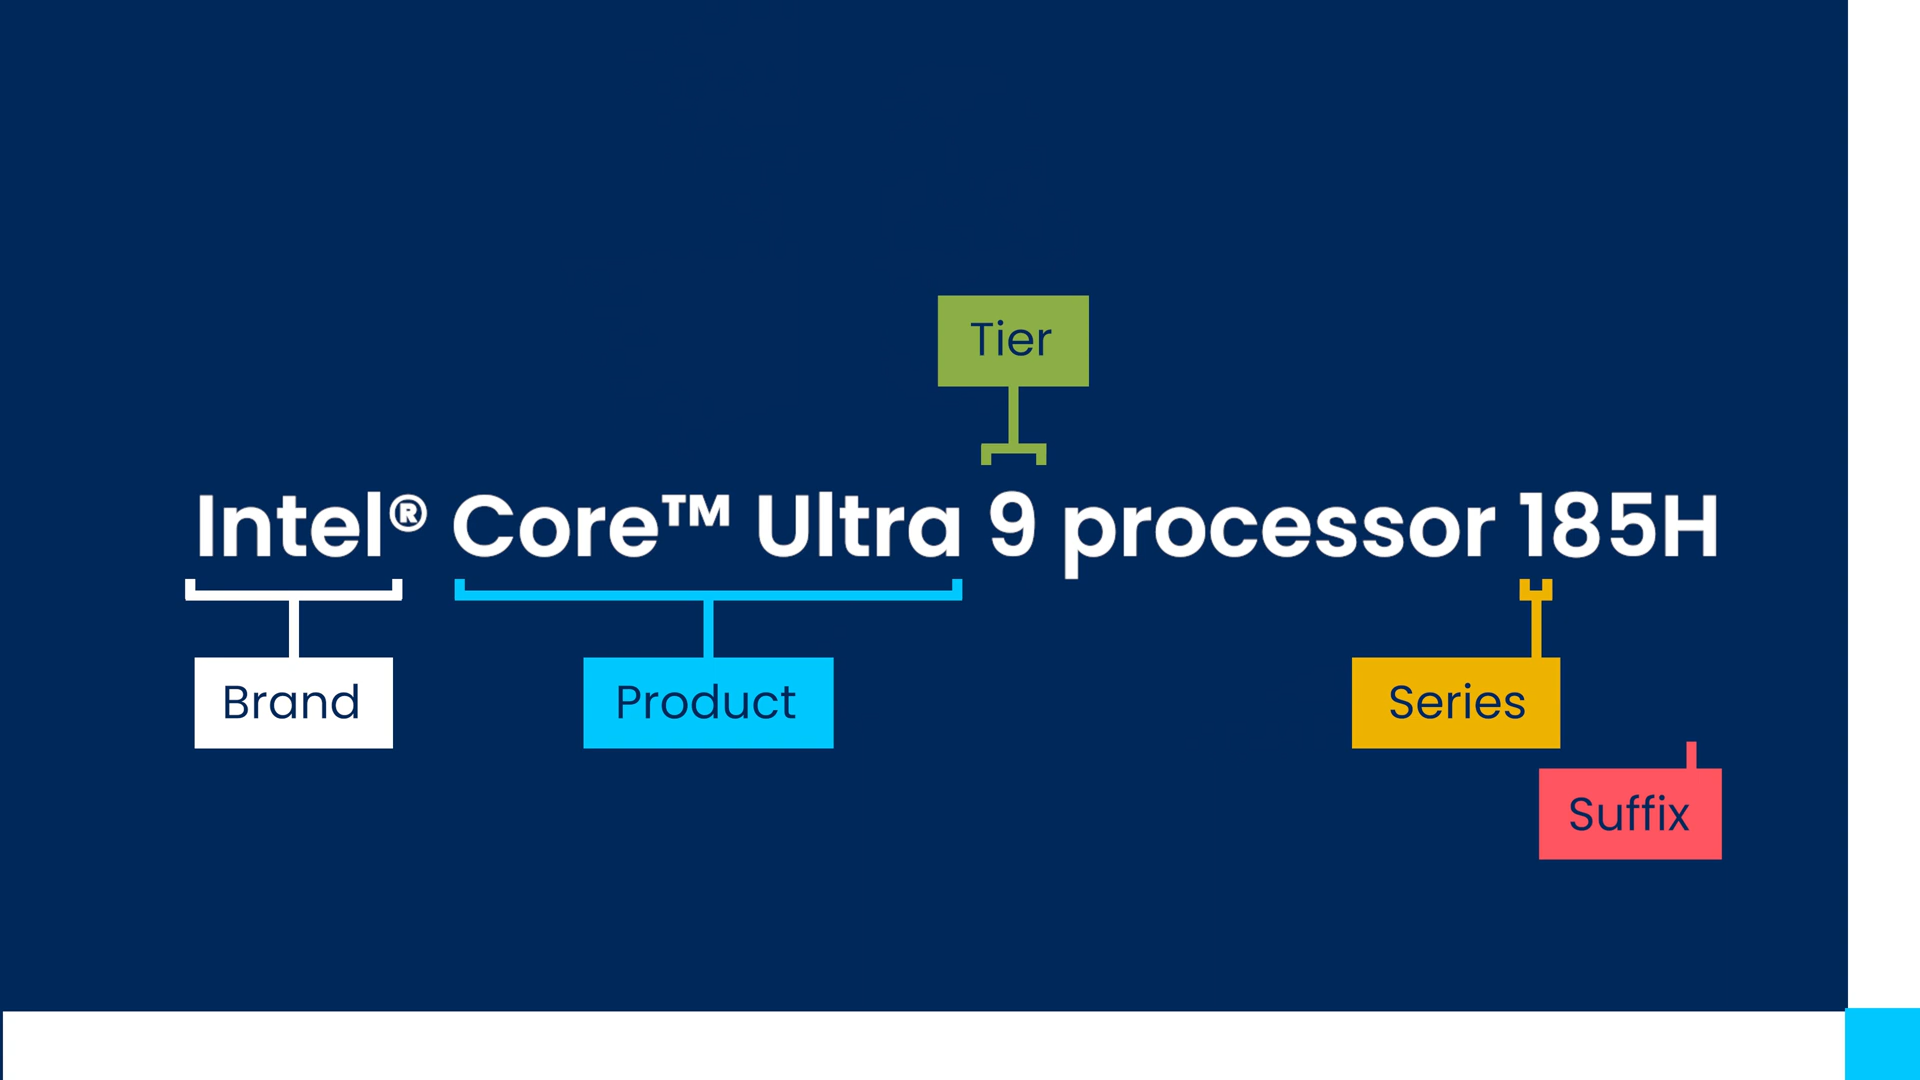 Tier
Intel® Core™ Ultra 9 processor 185H
Brand
Product
Series
Suffix